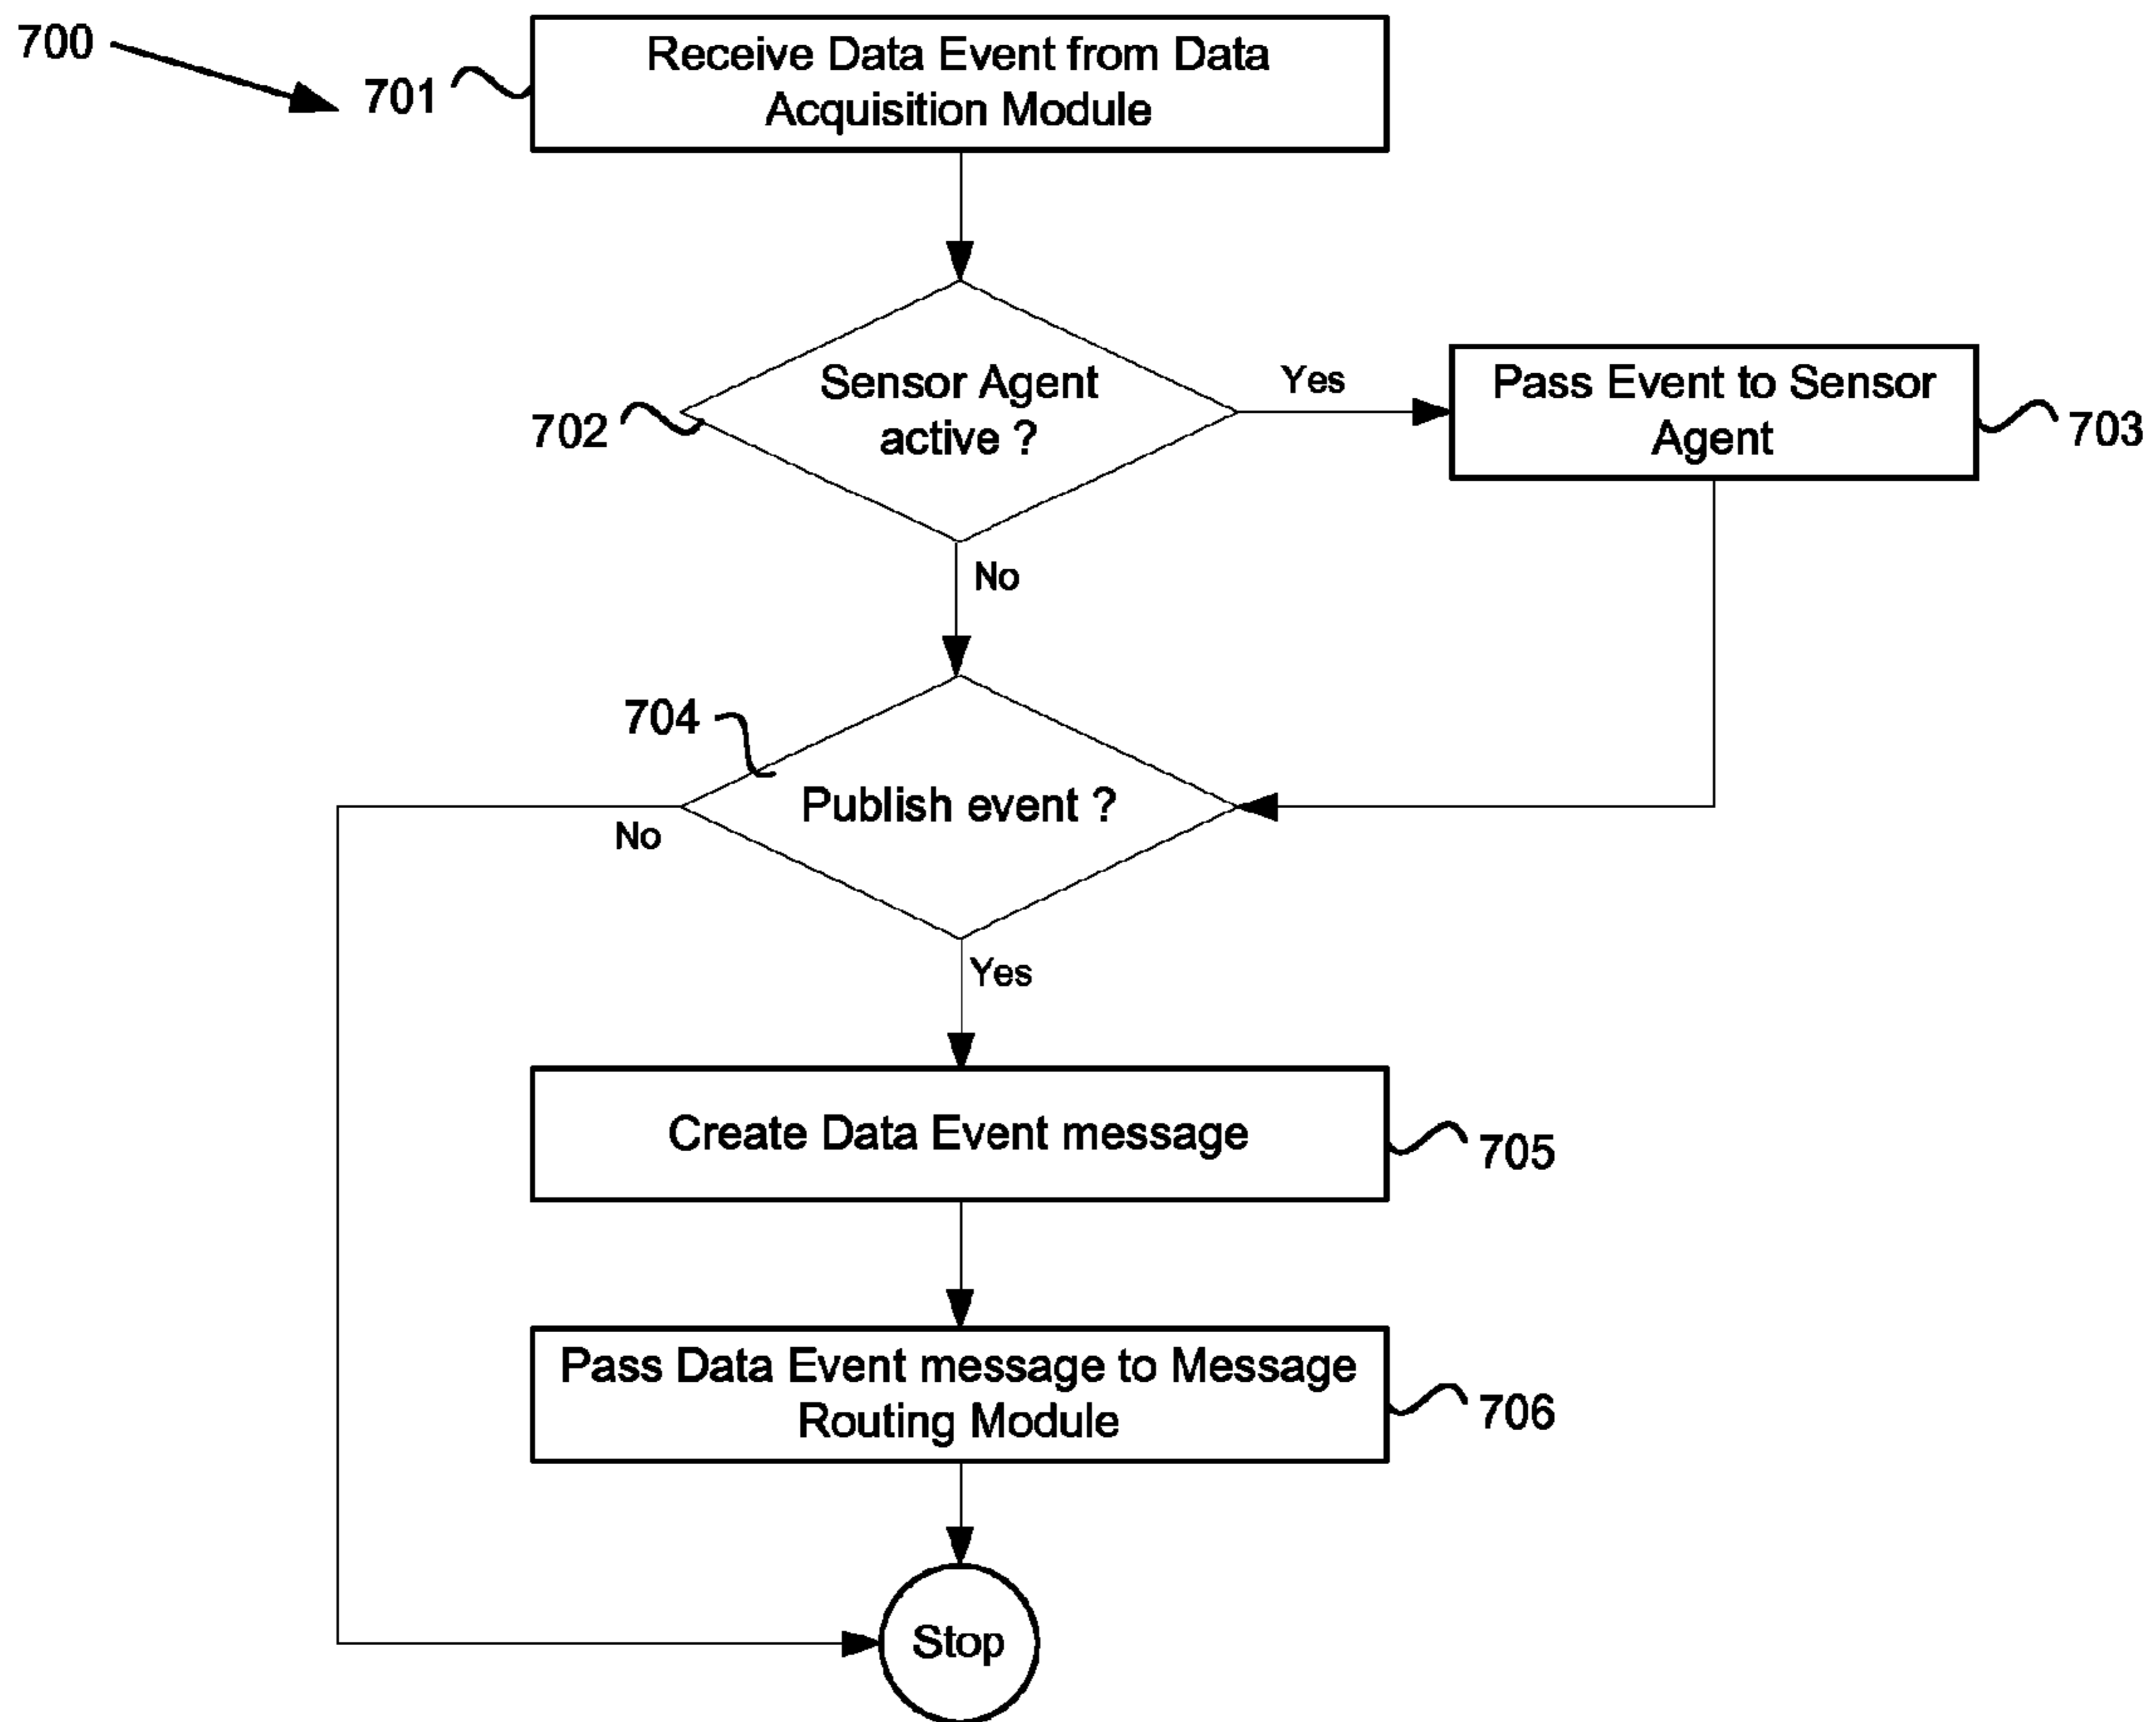 700
701
Receive Data Event from Data
Acquisition Module
702
Sensor Agent
active ?
Yes
Pass Event to Sensor
Agent
703
No
704
Publish event ?
No
Yes
Create Data Event message
705
Pass Data Event message to Message
Routing Module
706
Stop